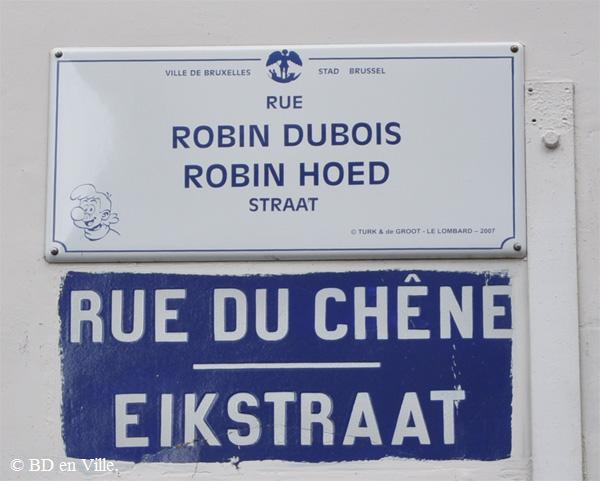 VILLE DE BRUXELLES STAD BRUSSEL
RUE
ROBIN DUBOIS
ROBIN HOED
STRAAT
© TURK & de GROOT - LE LOMBARD – 2007
RUE DU CHÊNE
EIKSTRAAT
© BD en Ville.